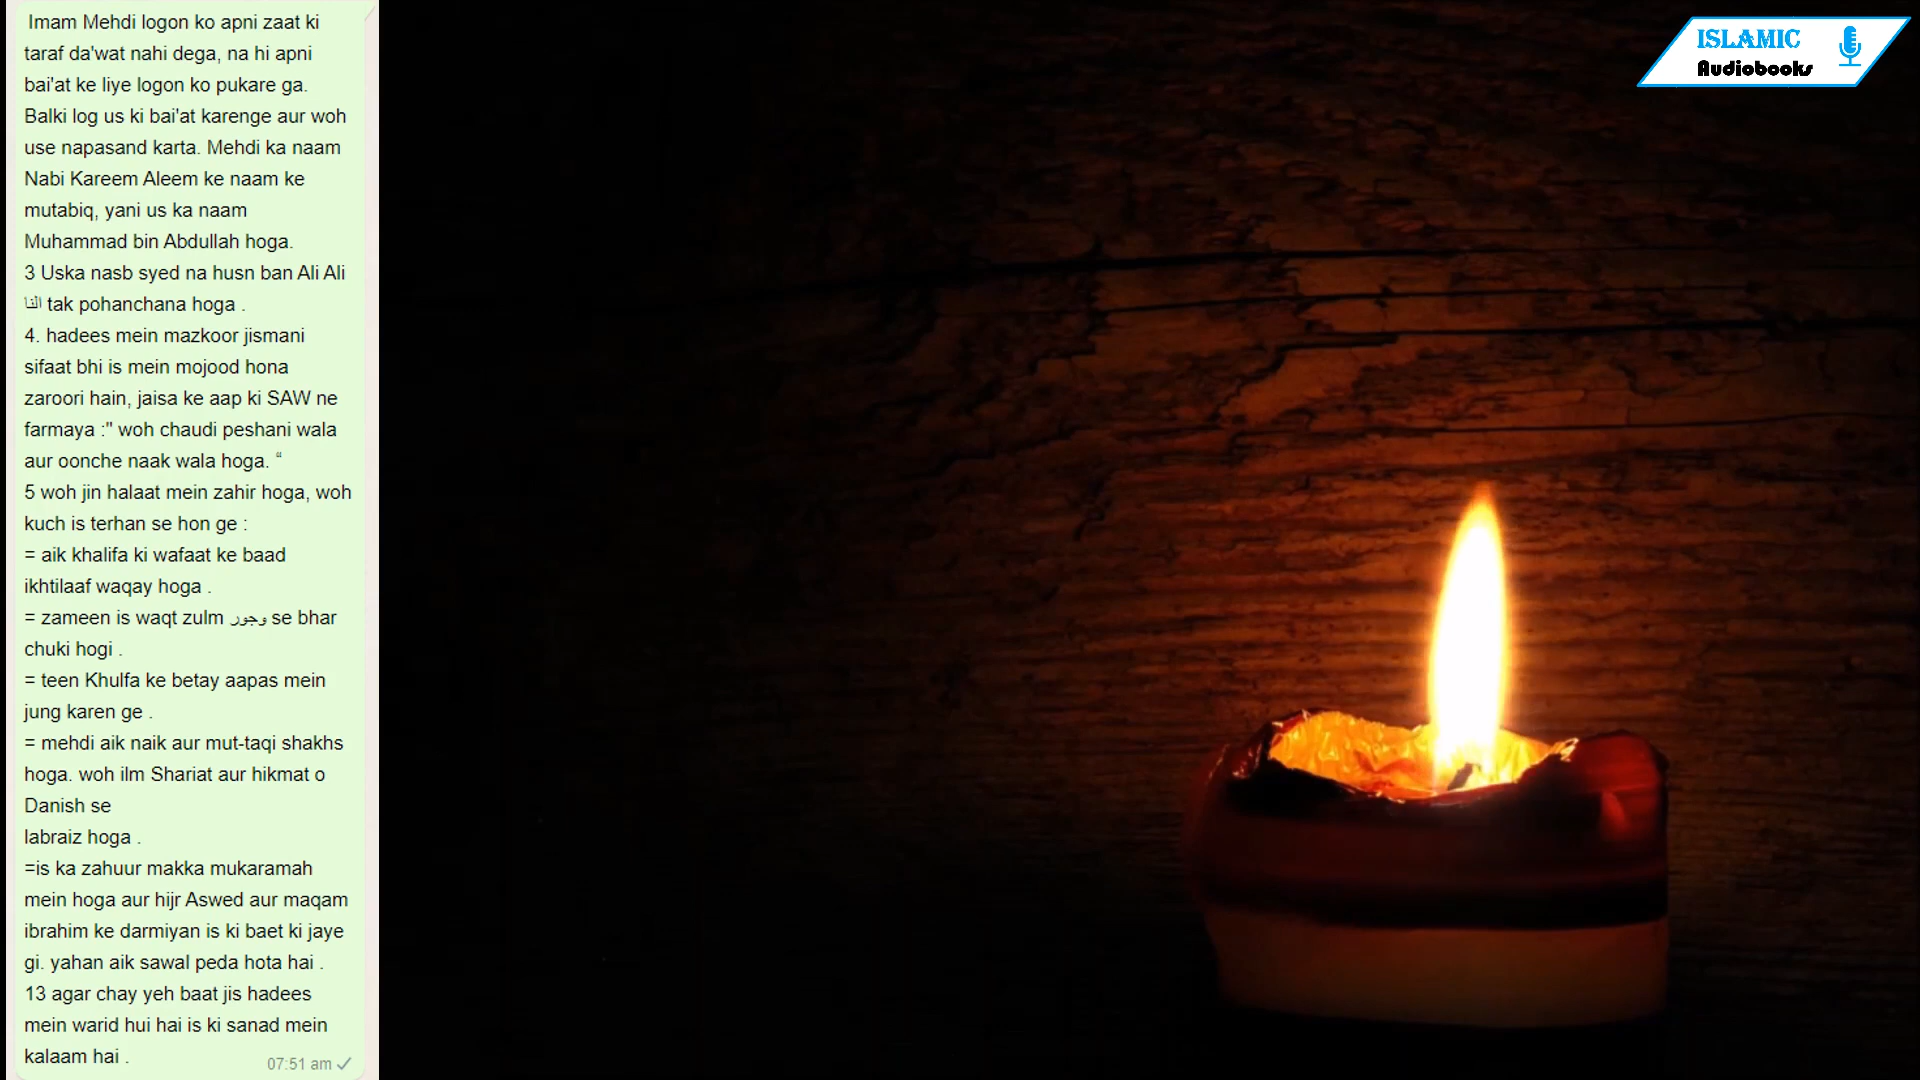 Imam Mehdi logon ko apni zaat ki
taraf da'wat nahi dega, na hi apni
bai'at ke liye logon ko pukare ga.
Balki log us ki bai'at karenge aur woh
use napasand karta. Mehdi ka naam
Nabi Kareem Aleem ke naam ke
mutabiq, yani us ka naam
Muhammad bin Abdullah hoga.
3 Uska nasb syed na husn ban Ali Ali
النا tak pohanchana hoga .
4. hadees mein mazkoor jismani
sifaat bhi is mein mojood hona
zaroori hain, jaisa ke aap ki SAW ne
farmaya :" woh chaudi peshani wala
aur oonche naak wala hoga. “
5 woh jin halaat mein zahir hoga, woh
kuch is terhan se hon ge :
= aik khalifa ki wafaat ke baad
ikhtilaaf waqay hoga .
= zameen is waqt zulm وجور se bhar
chuki hogi .
= teen Khulfa ke betay aapas mein
jung karen ge .
= mehdi aik naik aur mut-taqi shakhs
hoga. woh ilm Shariat aur hikmat o
Danish se
labraiz hoga .
=is ka zahuur makka mukaramah
mein hoga aur hijr Aswed aur maqam
ibrahim ke darmiyan is ki baet ki jaye
gi. yahan aik sawal peda hota hai .
13 agar chay yeh baat jis hadees
mein warid hui hai is ki sanad mein
kalaam hai .
07:51 am
ISLAMIC
Audiobooks